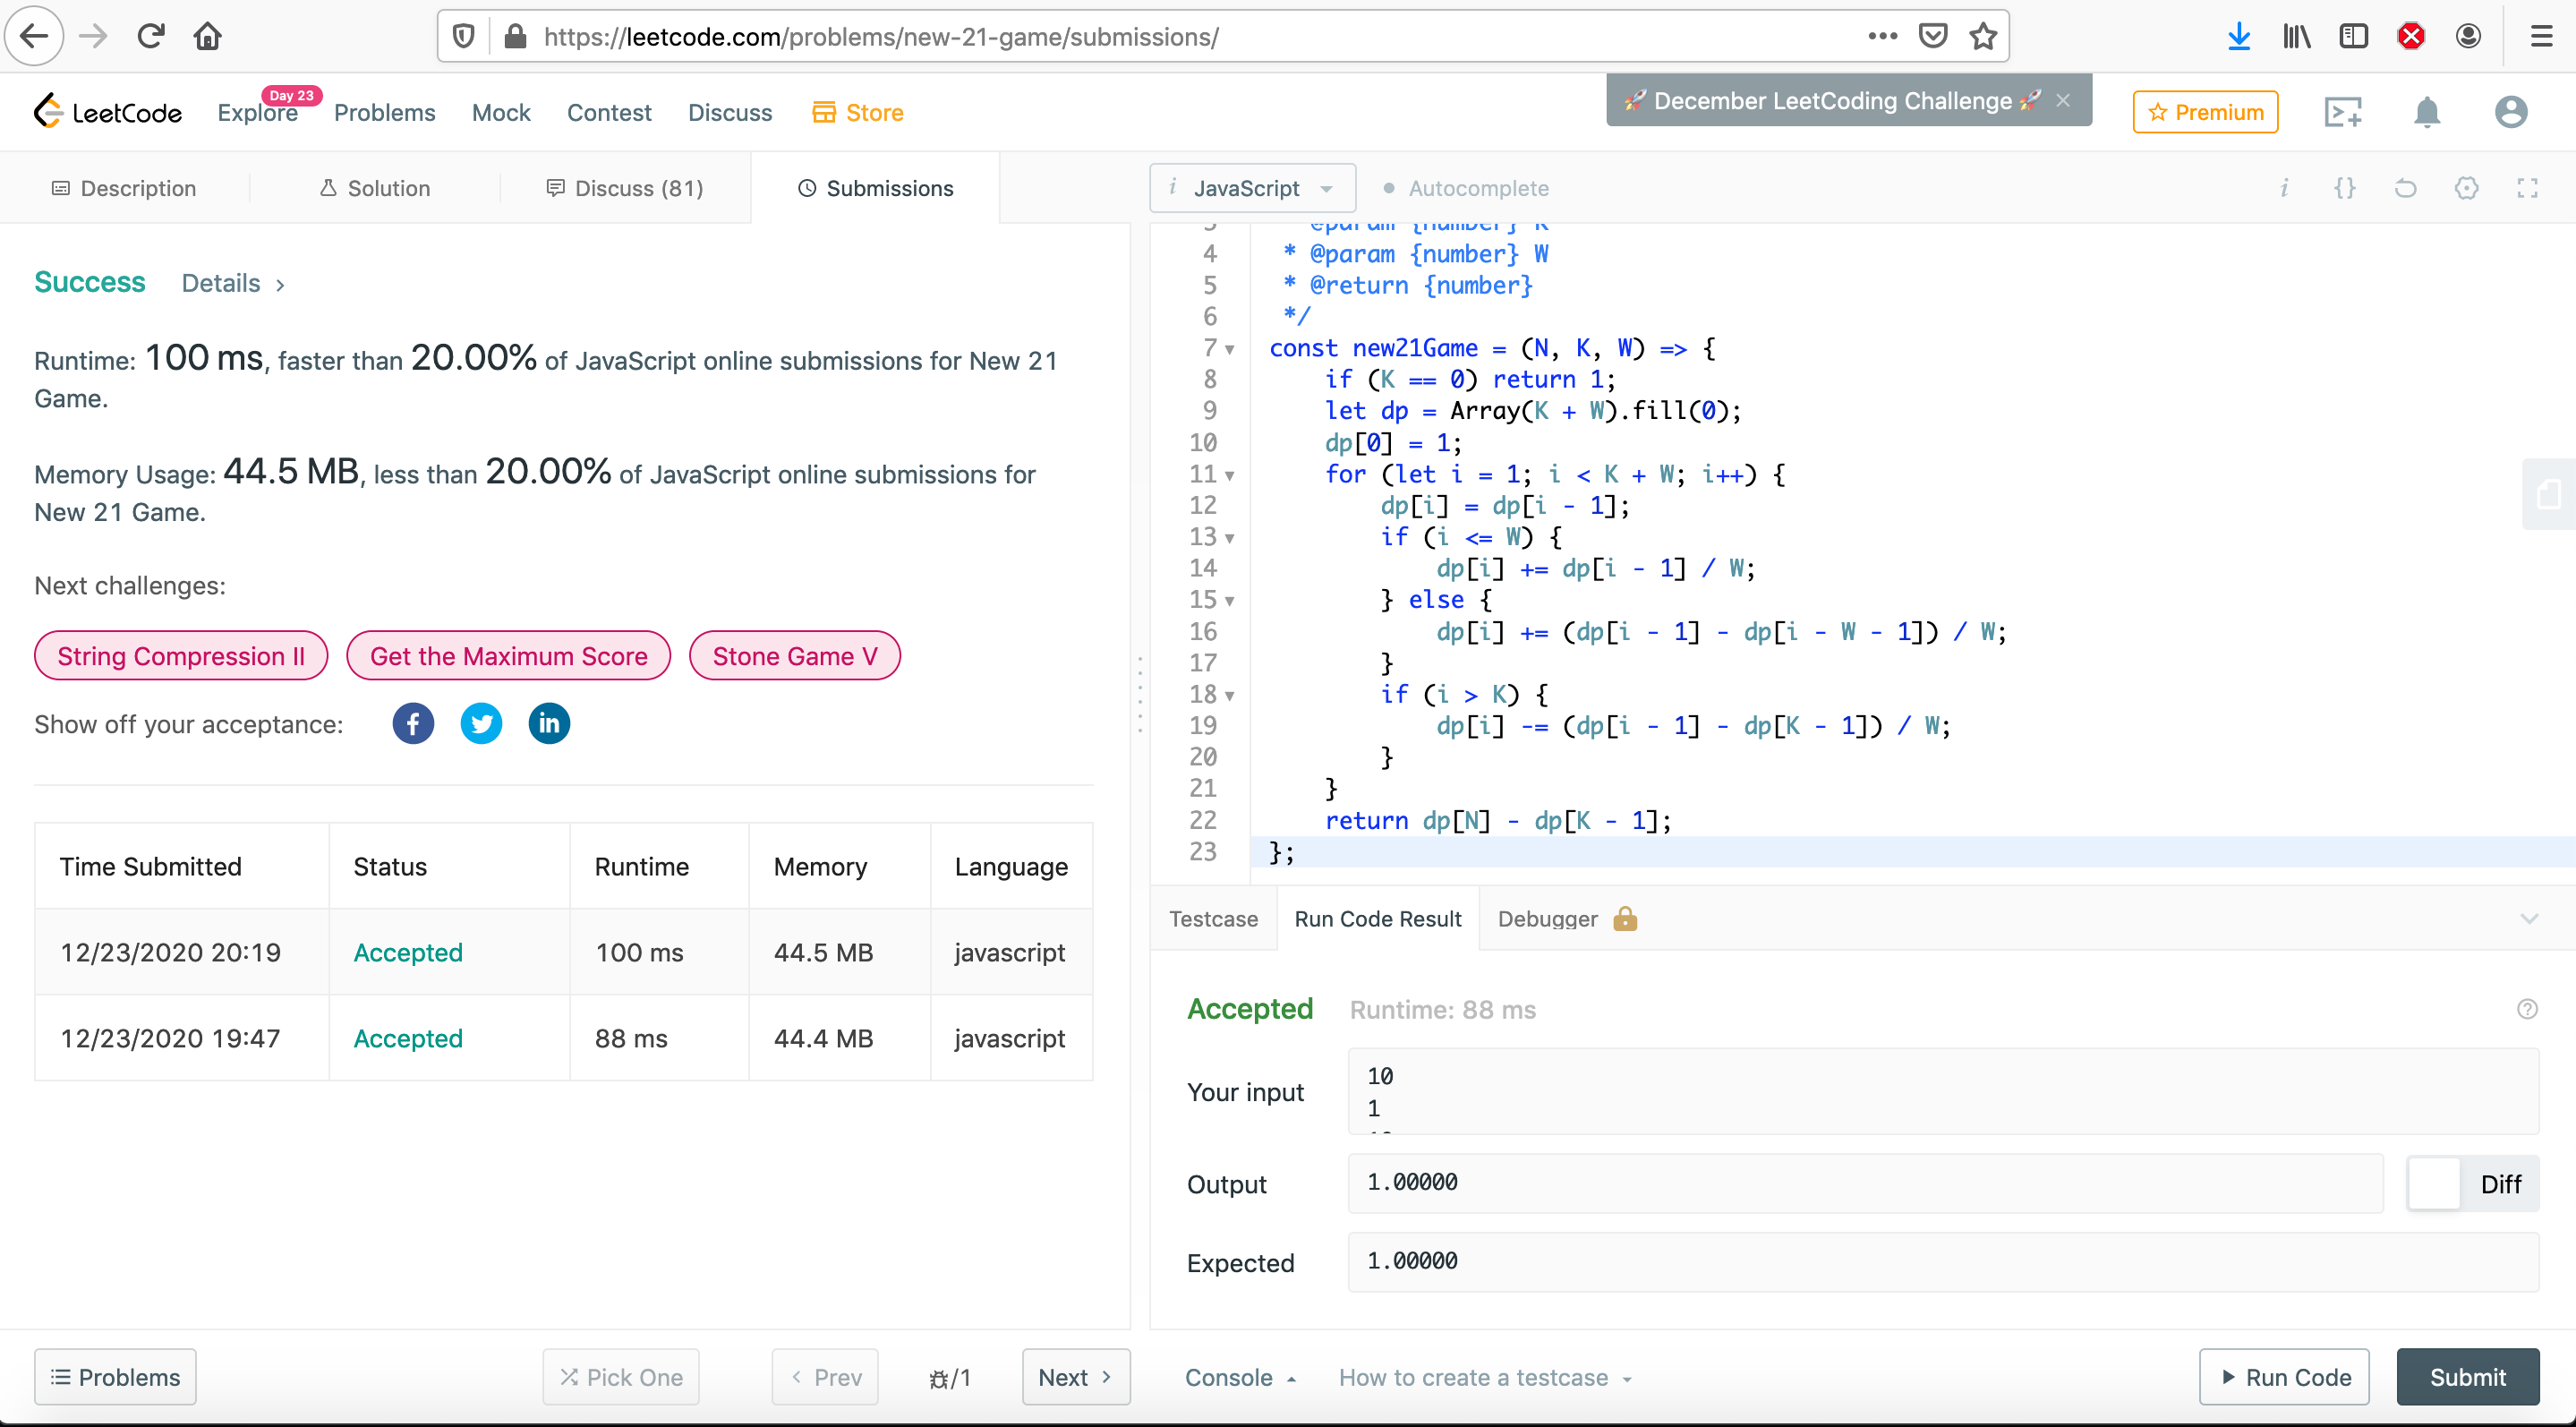 https://leetcode.com/problems/new-21-game/submissions/
LeetCode
Explore
Day 23
Problems
Mock
Contest
Discuss
Store
🚀 December LeetCoding Challenge 🚀 ×
Premium
Description
Solution
Discuss (81)
Submissions
i JavaScript
Autocomplete
Success Details >
Runtime: 100 ms, faster than 20.00% of JavaScript online submissions for New 21
Game.
Memory Usage: 44.5 MB, less than 20.00% of JavaScript online submissions for
New 21 Game.
Next challenges:
String Compression II
Get the Maximum Score
Stone Game V
Show off your acceptance:
Time Submitted Status Runtime Memory Language
12/23/2020 20:19 Accepted 100 ms 44.5 MB javascript
12/23/2020 19:47 Accepted 88 ms 44.4 MB javascript
3 * @param {number} K
4 * @param {number} W
5 * @return {number}
6 */
7 const new21Game = (N, K, W) => {
8 if (K == 0) return 1;
9 let dp = Array(K + W).fill(0);
10 dp[0] = 1;
11 for (let i = 1; i < K + W; i++) {
12 dp[i] = dp[i - 1];
13 if (i <= W) {
14 dp[i] += dp[i - 1] / W;
15 } else {
16 dp[i] += (dp[i - 1] - dp[i - W - 1]) / W;
17 }
18 if (i > K) {
19 dp[i] -= (dp[i - 1] - dp[K - 1]) / W;
20 }
21 }
22 return dp[N] - dp[K - 1];
23 };
Testcase
Run Code Result
Debugger
Accepted Runtime: 88 ms
Your input
10
1
Output
1.00000
Diff
Expected
1.00000
Problems
Pick One
< Prev
/1
Next >
Console
How to create a testcase
Run Code
Submit